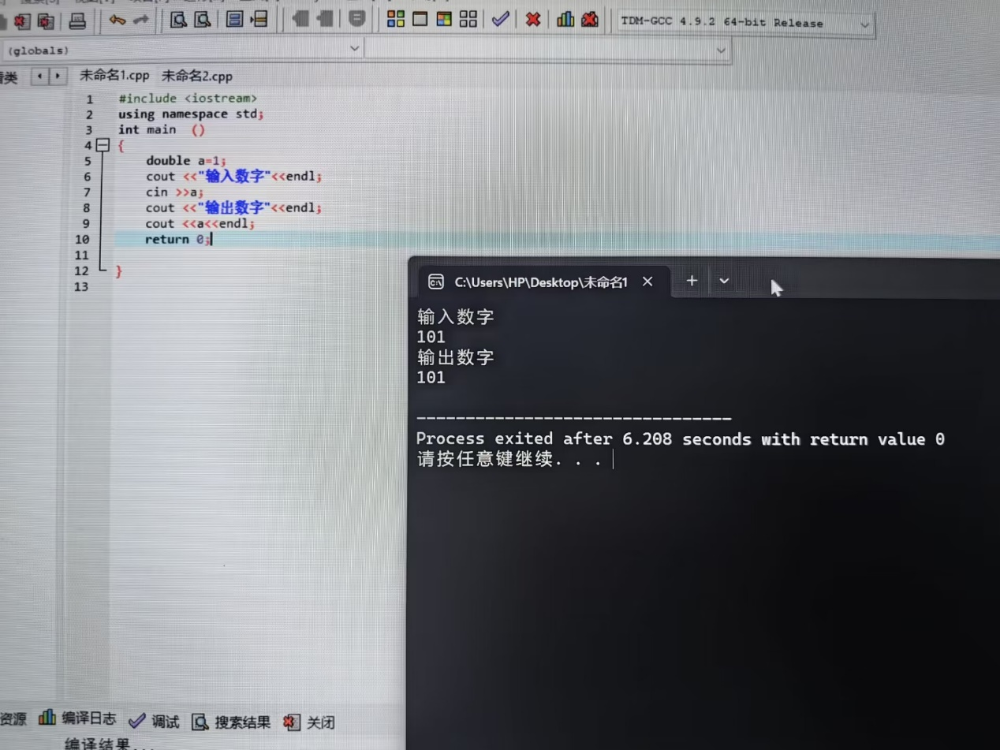 TDM-GCC 4.9.2 64-bit Release
(globals)
未命名1.cpp 未命名2.cpp
1 #include <iostream>
2 using namespace std;
3 int main ()
4 {
5 double a=1;
6 cout <<"输入数字"<<endl;
7 cin >>a;
8 cout <<"输出数字"<<endl;
9 cout <<a<<endl;
10 return 0;
11
12 }
13
C:\Users\HP\Desktop\未命名1
输入数字
101
输出数字
101
--------------------------------
Process exited after 6.208 seconds with return value 0
请按任意键继续. . .
资源 编译日志 调试 搜索结果 关闭
编译结果...